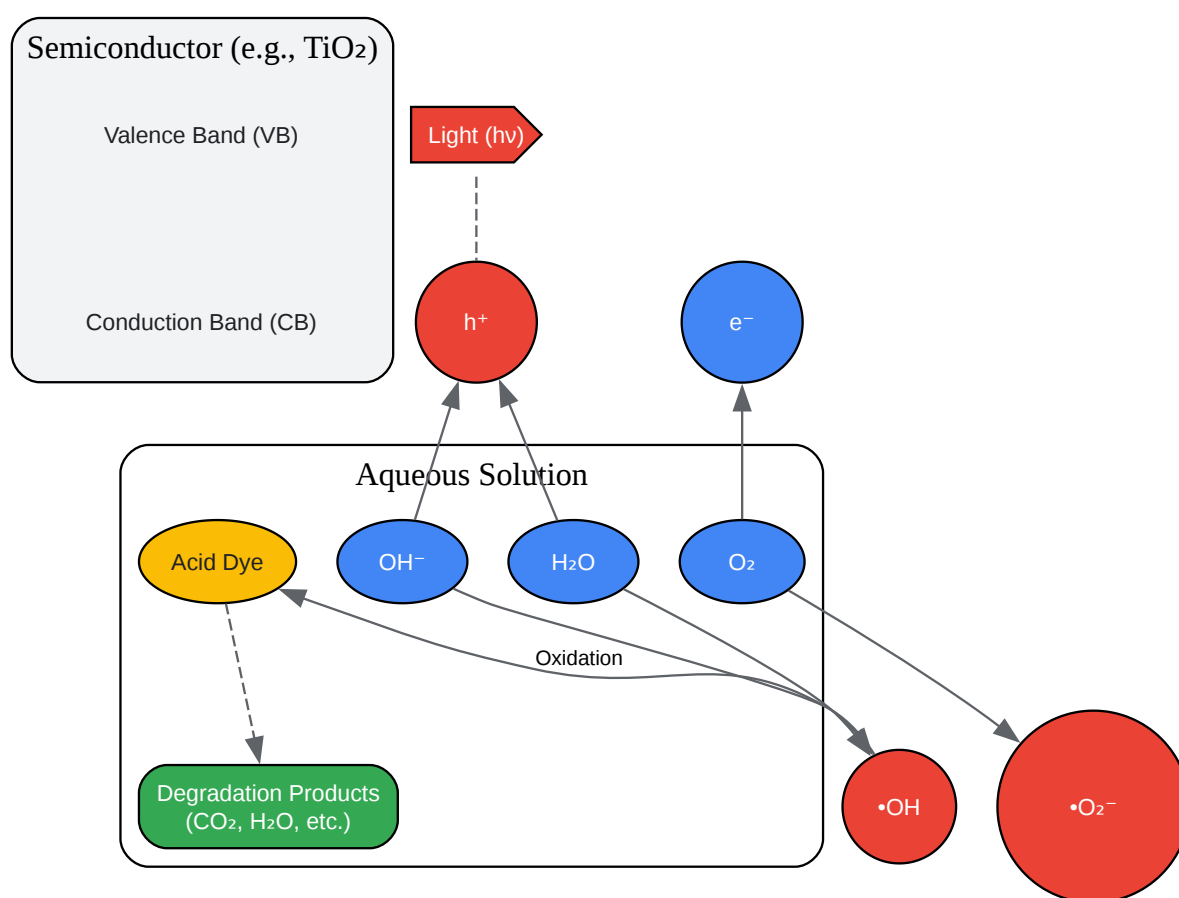 Semiconductor (e.g., TiO₂)
Valence Band (VB)
Light (hν)
Conduction Band (CB)
h⁺
e⁻
Aqueous Solution
Acid Dye
OH⁻
H₂O
O₂
Oxidation
Degradation Products
(CO₂, H₂O, etc.)
•OH
•O₂⁻